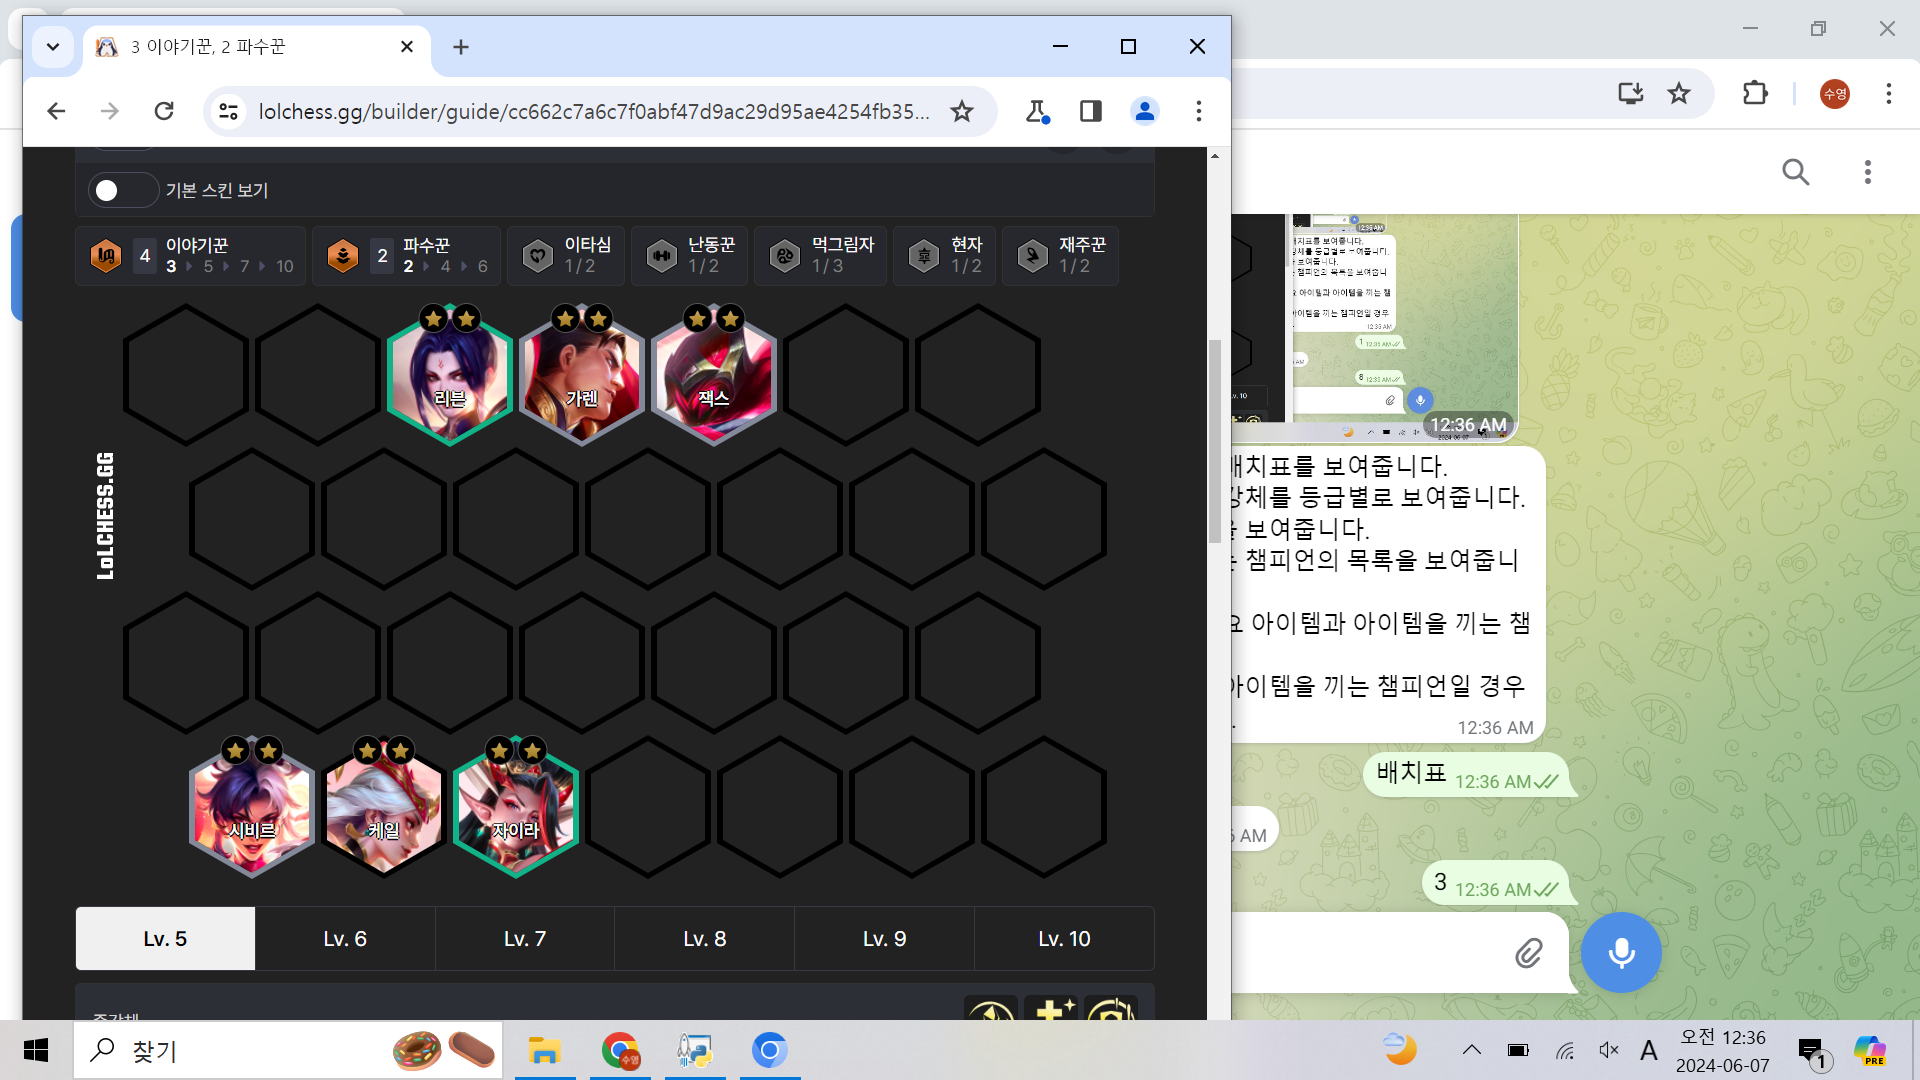 3 이야기꾼, 2 파수꾼
lolchess.gg/builder/guide/cc662c7a6c7f0abf47d9ac29d95ae4254fb35...
수영
기본 스킨 보기
4 이야기꾼
3 5 7 10
2 파수꾼
2 4 6
이타심
1 / 2
난동꾼
1 / 2
먹그림자
1 / 3
현자
1 / 2
재주꾼
1 / 2
리븐
가렌
잭스
LoLCHESS.GG
시비르
케일
자이라
Lv. 5
Lv. 6
Lv. 7
Lv. 8
Lv. 9
Lv. 10
12:36 AM
배치표를 보여줍니다.
강체를 등급별로 보여줍니다.
보여줍니다.
챔피언의 목록을 보여줍니
아이템과 아이템을 끼는 챔
아이템을 끼는 챔피언일 경우
12:36 AM
배치표 12:36 AM
AM
3 12:36 AM
찾기
수영
A
오전 12:36
2024-06-07
1
PRE